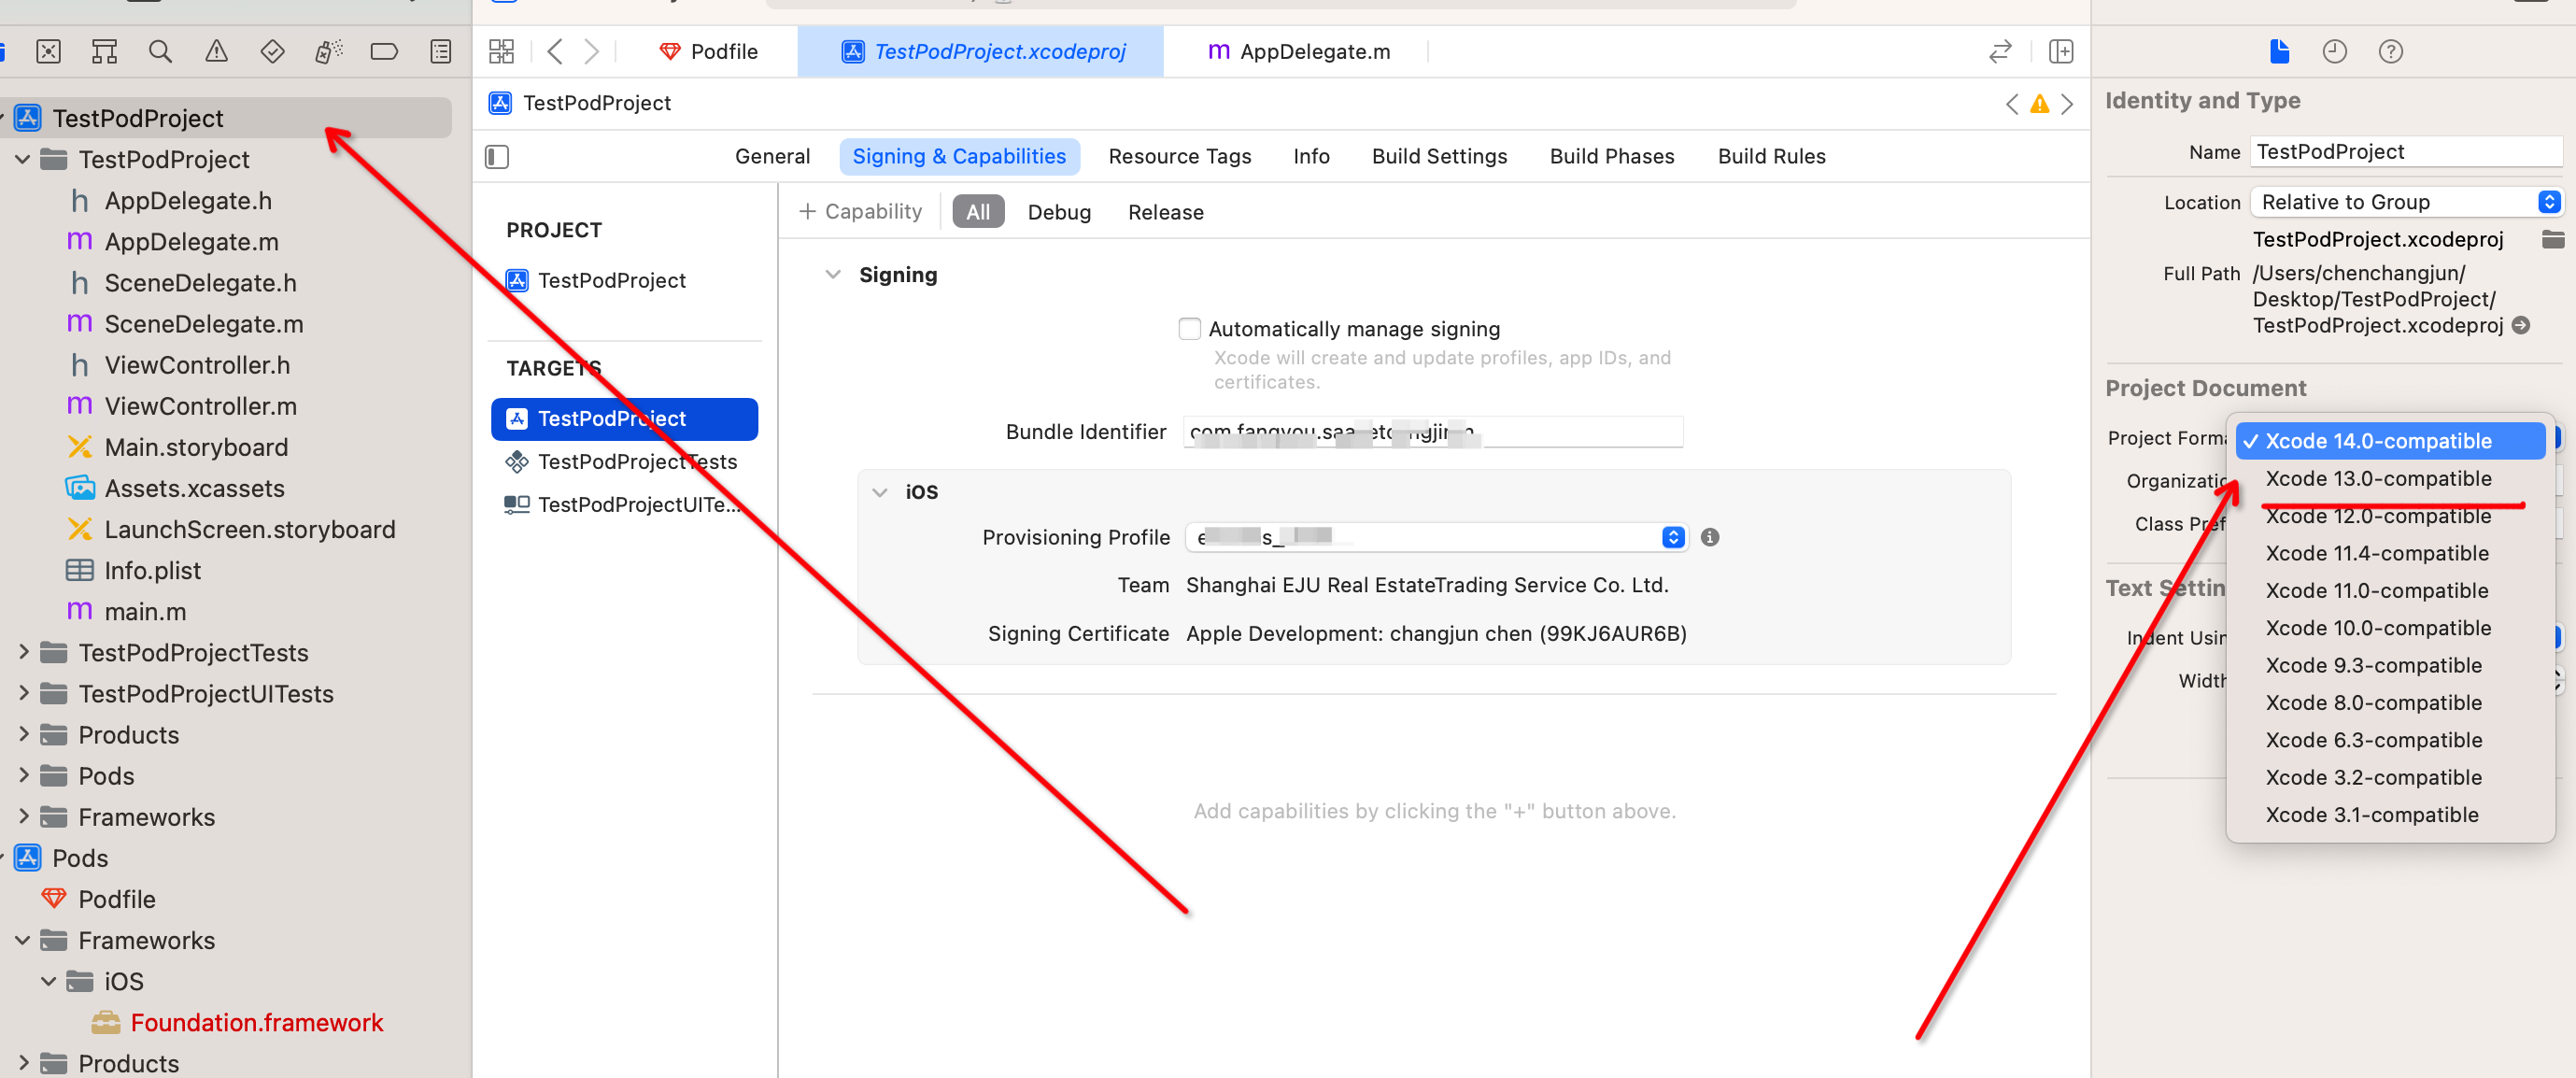 Podfile
TestPodProject.xcodeproj
AppDelegate.m
TestPodProject
TestPodProject
AppDelegate.h
AppDelegate.m
SceneDelegate.h
SceneDelegate.m
ViewController.h
ViewController.m
Main.storyboard
Assets.xcassets
LaunchScreen.storyboard
Info.plist
main.m
TestPodProjectTests
TestPodProjectUITests
Products
Pods
Frameworks
Pods
Podfile
Frameworks
iOS
Foundation.framework
Products
TestPodProject
General
Signing & Capabilities
Resource Tags
Info
Build Settings
Build Phases
Build Rules
PROJECT
TestPodProject
TARGETS
TestPodProject
TestPodProjectTests
TestPodProjectUITe...
+ Capability
All
Debug
Release
Signing
Automatically manage signing
Xcode will create and update profiles, app IDs, and
certificates.
Bundle Identifier
iOS
Provisioning Profile
Team Shanghai EJU Real EstateTrading Service Co. Ltd.
Signing Certificate Apple Development: changjun chen (99KJ6AUR6B)
Add capabilities by clicking the "+" button above.
Identity and Type
Name TestPodProject
Location Relative to Group
TestPodProject.xcodeproj
Full Path /Users/chenchangjun/
Desktop/TestPodProject/
TestPodProject.xcodeproj
Project Document
Project Forma
Organizatio
Class Pref
Text Settin
Indent Usin
Width
Xcode 14.0-compatible
Xcode 13.0-compatible
Xcode 12.0-compatible
Xcode 11.4-compatible
Xcode 11.0-compatible
Xcode 10.0-compatible
Xcode 9.3-compatible
Xcode 8.0-compatible
Xcode 6.3-compatible
Xcode 3.2-compatible
Xcode 3.1-compatible